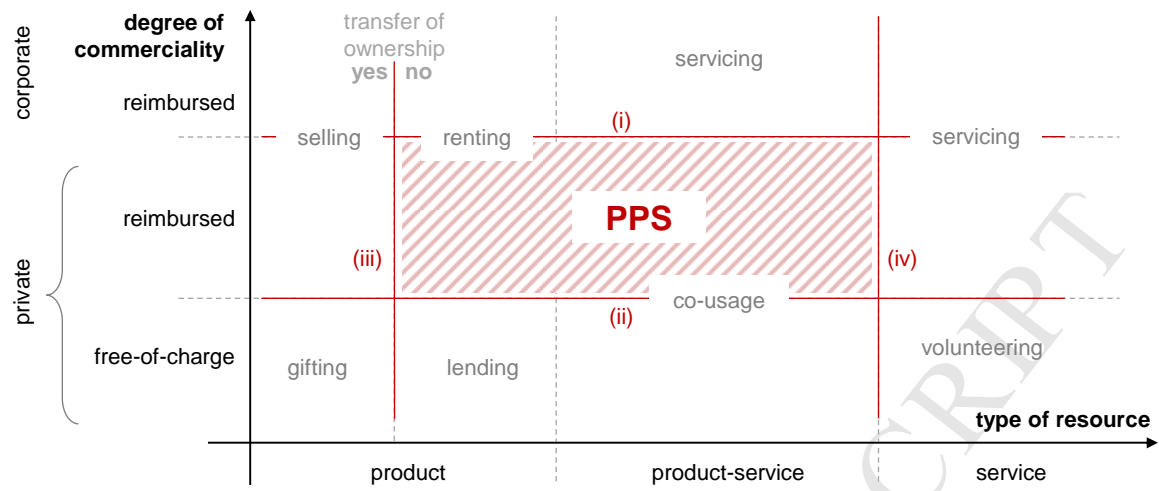 degree of
commerciality
corporate
transfer of
ownership
yes no
servicing
reimbursed
(i)
selling
renting
servicing
private
reimbursed
PPS
(iii)
(iv)
co-usage
(ii)
free-of-charge
gifting
lending
volunteering
CRIPT
type of resource
product
product-service
service